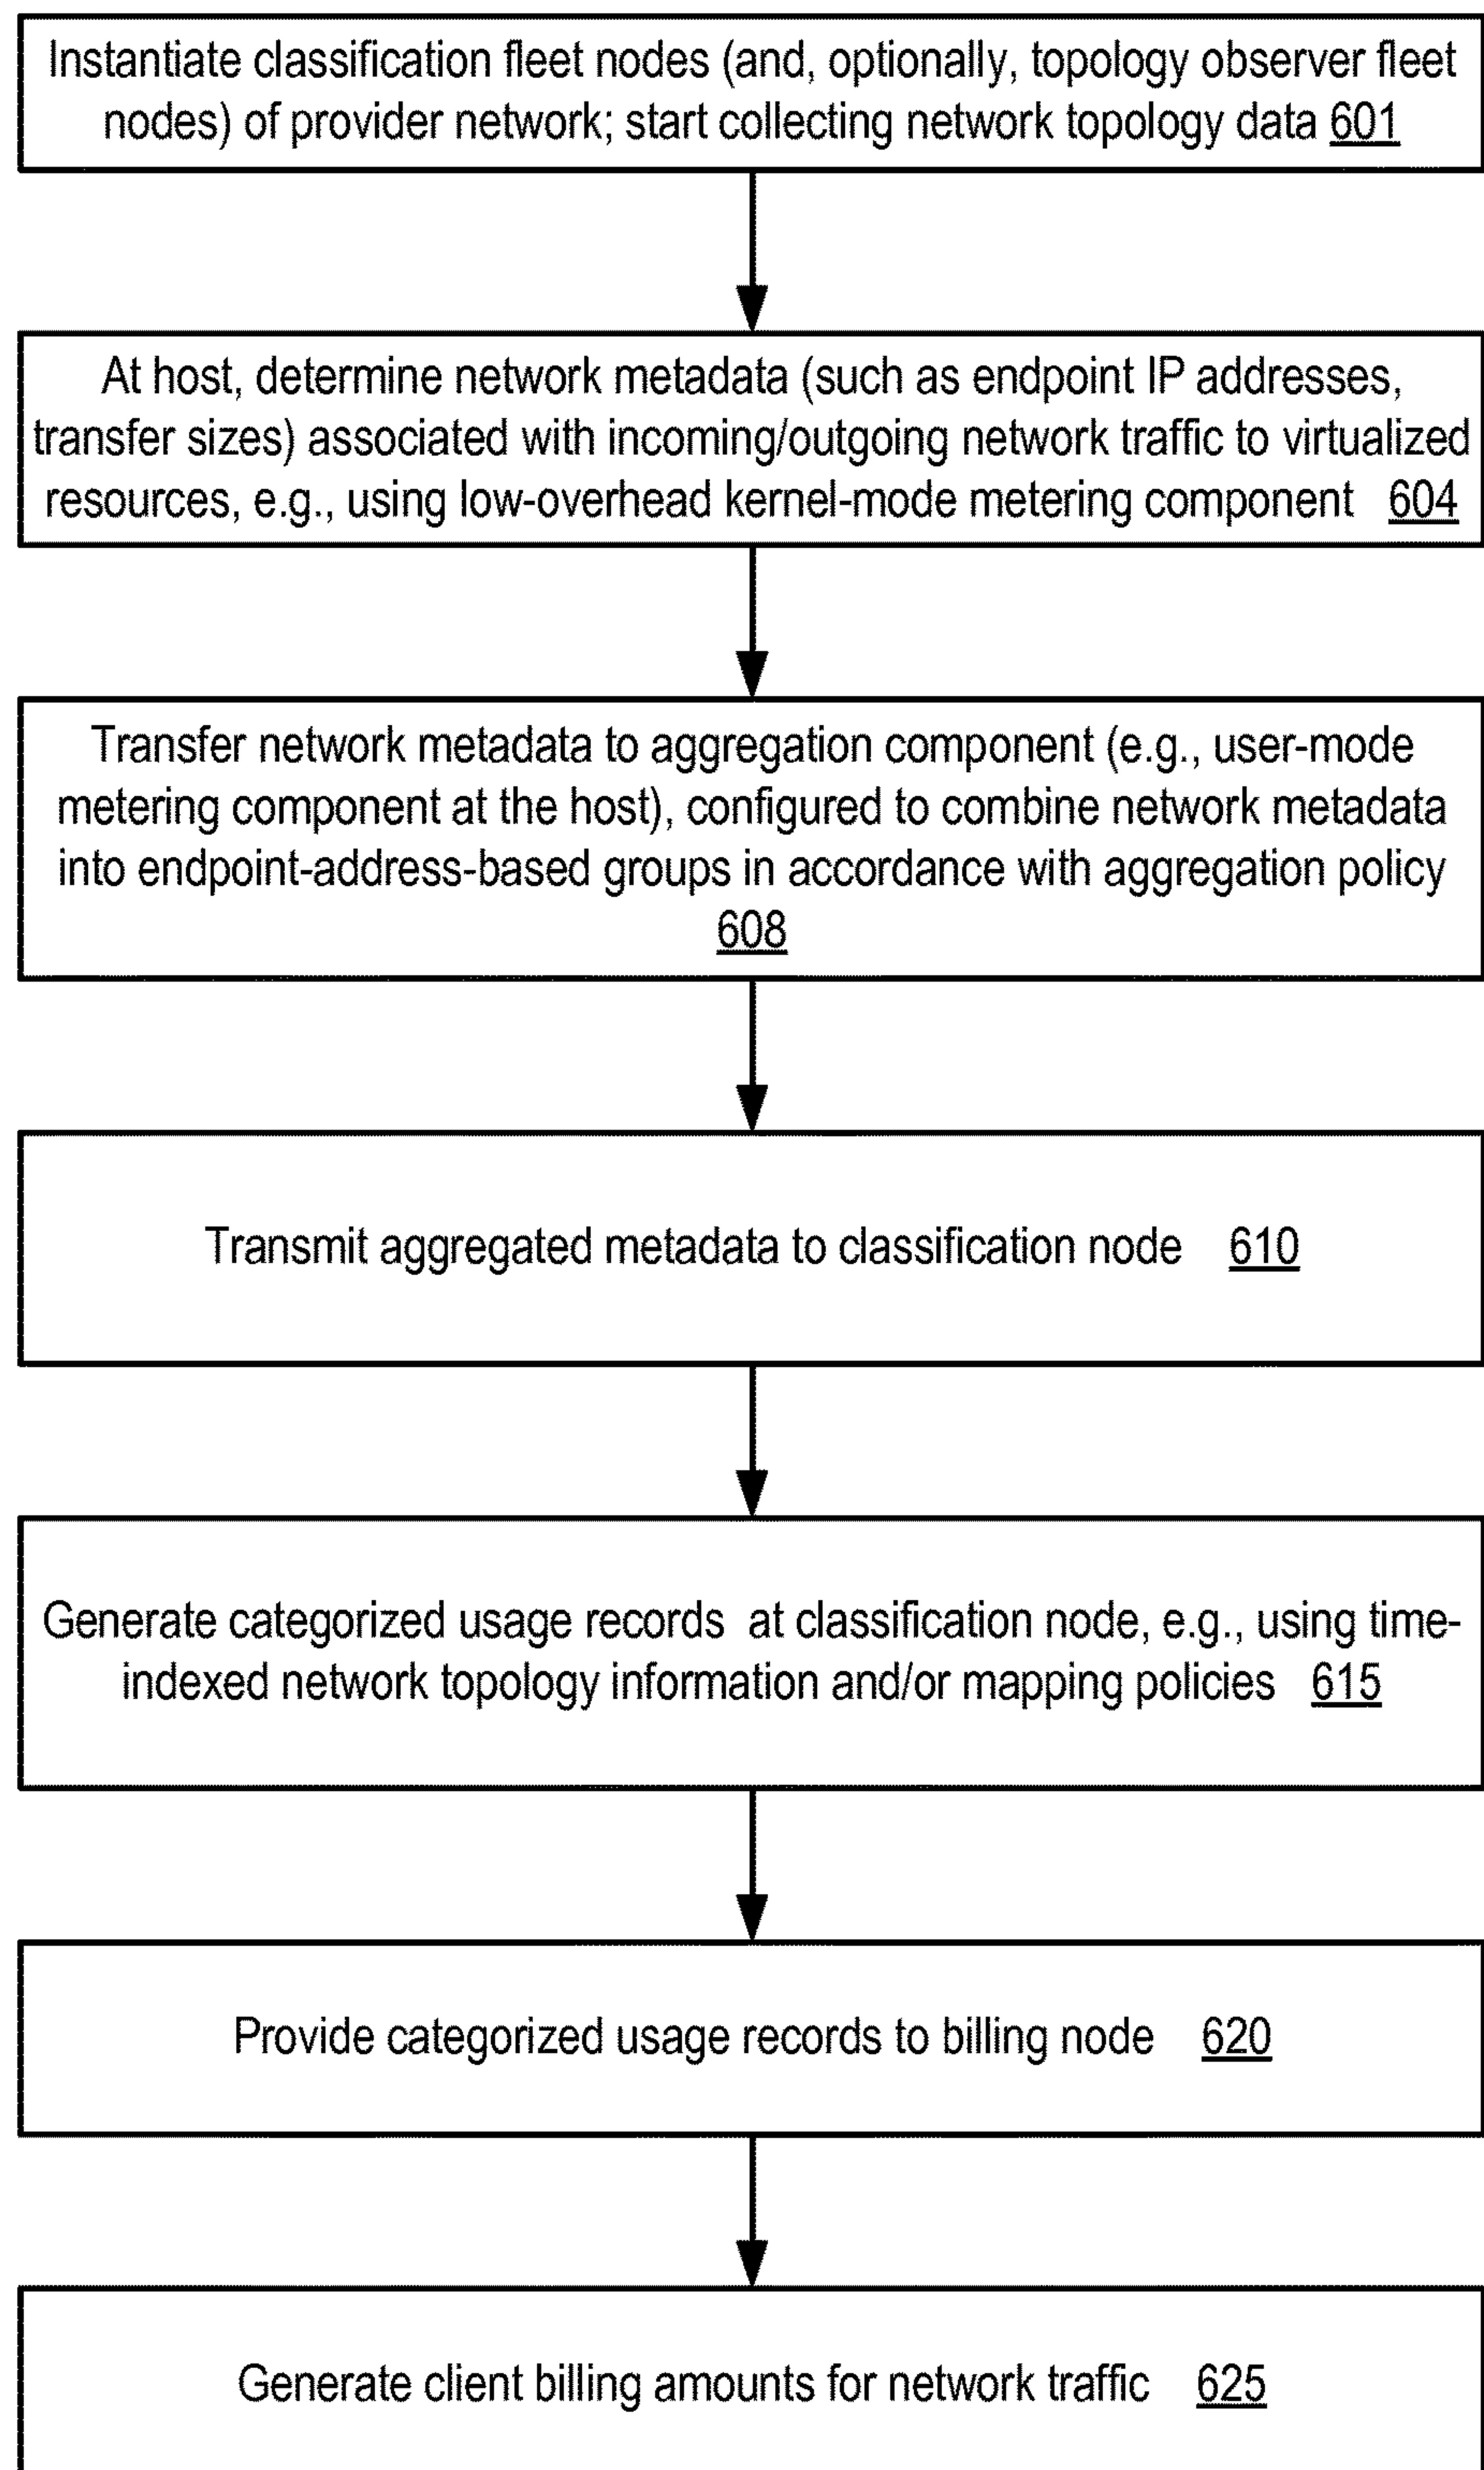 Instantiate classification fleet nodes (and, optionally, topology observer fleet
nodes) of provider network; start collecting network topology data 601
At host, determine network metadata (such as endpoint IP addresses,
transfer sizes) associated with incoming/outgoing network traffic to virtualized
resources, e.g., using low-overhead kernel-mode metering component 604
Transfer network metadata to aggregation component (e.g., user-mode
metering component at the host), configured to combine network metadata
into endpoint-address-based groups in accordance with aggregation policy
608
Transmit aggregated metadata to classification node 610
Generate categorized usage records at classification node, e.g., using time-
indexed network topology information and/or mapping policies 615
Provide categorized usage records to billing node 620
Generate client billing amounts for network traffic 625